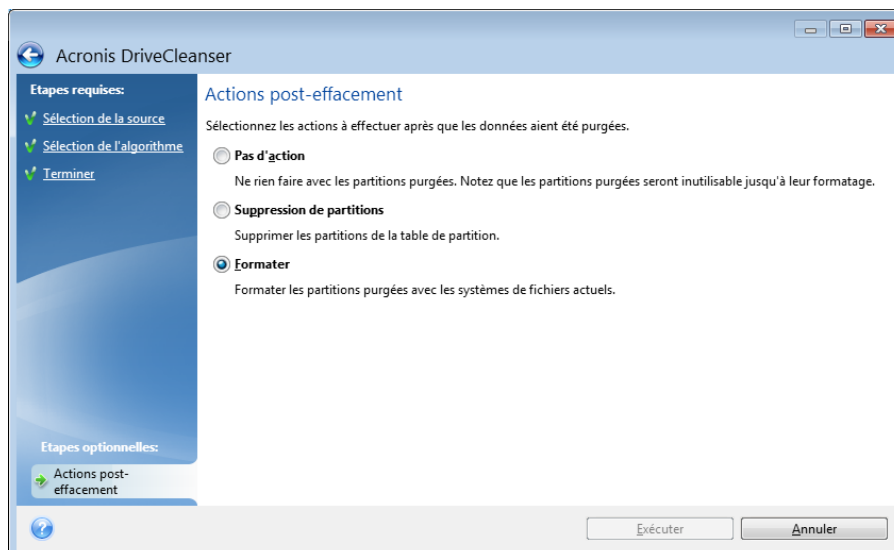 Acronis DriveCleanser
Etapes requises:
Sélection de la source
Sélection de l'algorithme
Terminer
Actions post-effacement
Sélectionnez les actions à effectuer après que les données aient été purgées.
Pas d'action
Ne rien faire avec les partitions purgées. Notez que les partitions purgées seront inutilisable jusqu'à leur formatage.
Suppression de partitions
Supprimer les partitions de la table de partition.
Formater
Formater les partitions purgées avec les systèmes de fichiers actuels.
Etapes optionnelles:
Actions post-
effacement
Exécuter
Annuler